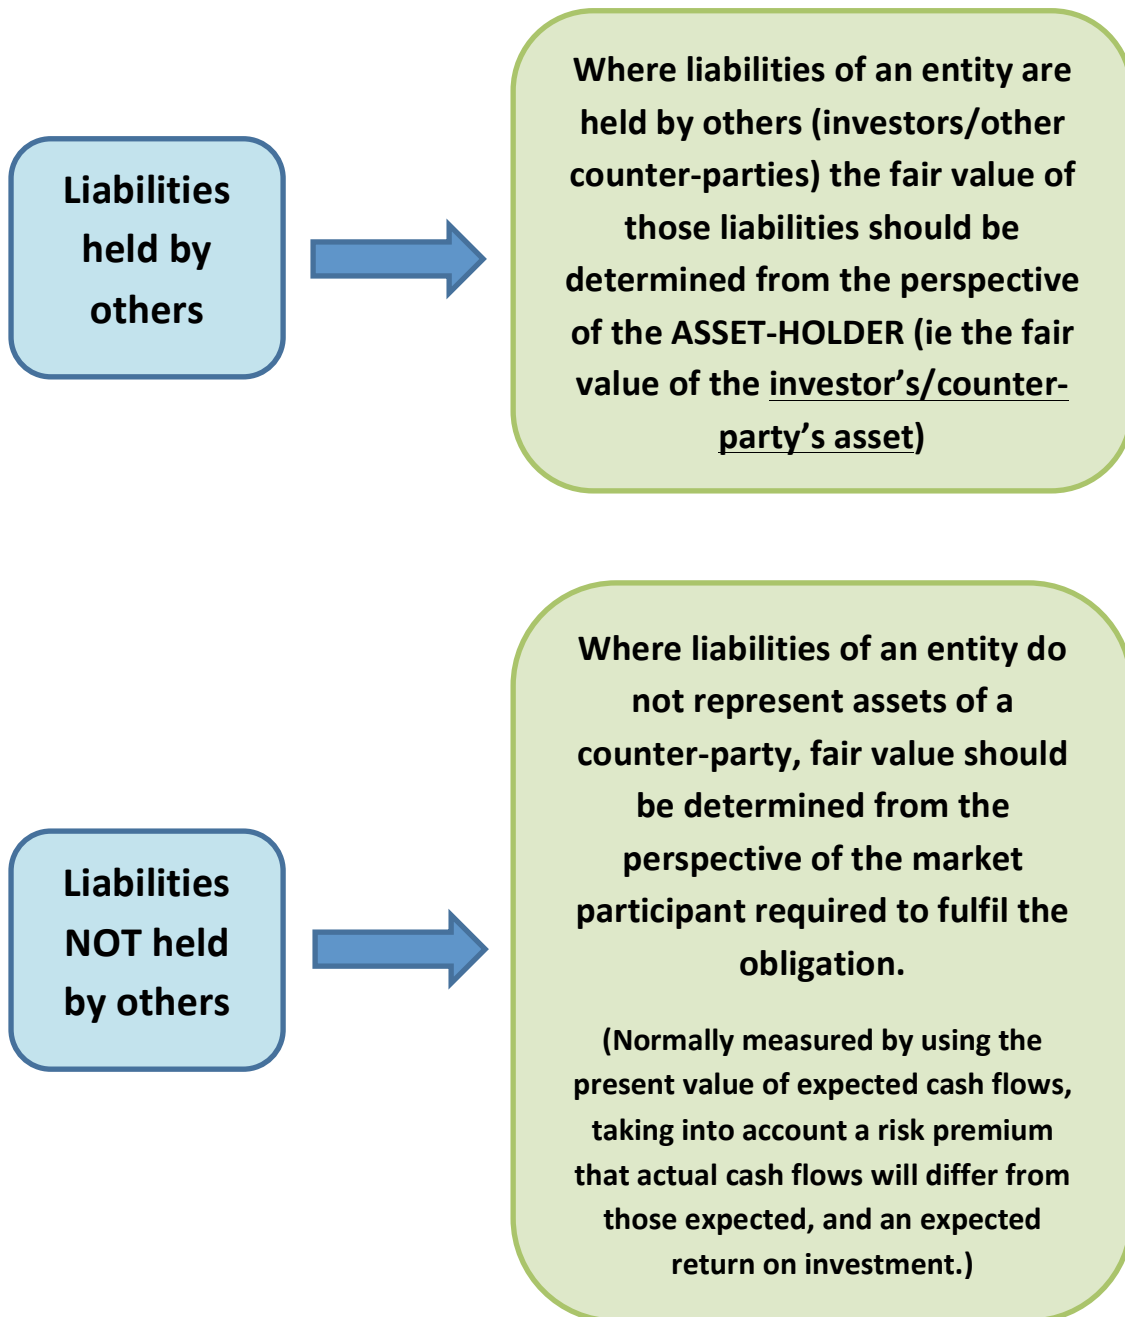 Liabilities
held by
others
Where liabilities of an entity are
held by others (investors/other
counter-parties) the fair value of
those liabilities should be
determined from the perspective
of the ASSET-HOLDER (ie the fair
value of the investor’s/counter-
party’s asset)
Liabilities
NOT held
by others
Where liabilities of an entity do
not represent assets of a
counter-party, fair value should
be determined from the
perspective of the market
participant required to fulfil the
obligation.
(Normally measured by using the
present value of expected cash flows,
taking into account a risk premium
that actual cash flows will differ from
those expected, and an expected
return on investment.)